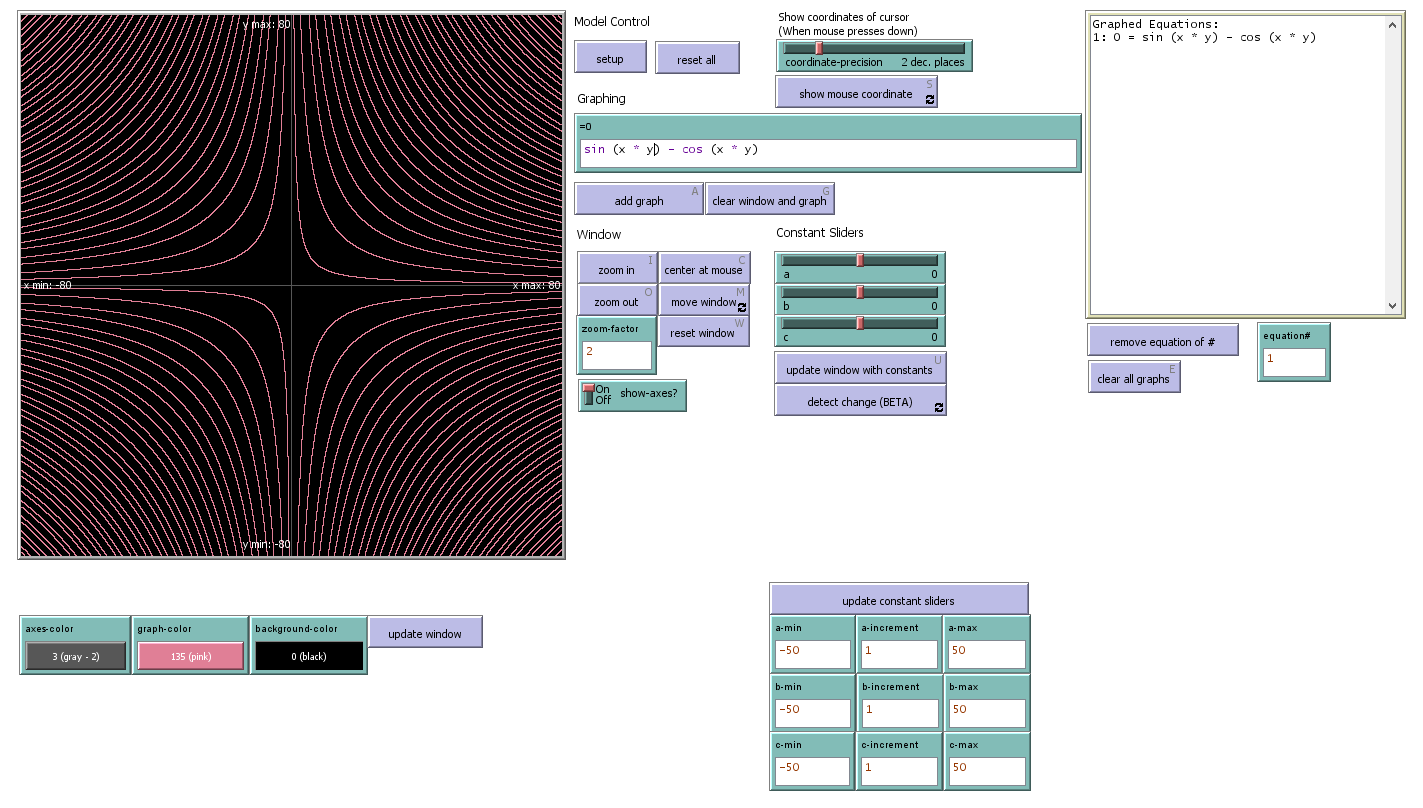 y max: 80
x min: -80
x max: 80
y min: -80
Model Control
setup
reset all
Show coordinates of cursor
(When mouse presses down)
coordinate-precision 2 dec. places
S
show mouse coordinate
Graphing
=0
sin (x * y) - cos (x * y)
A
add graph
G
clear window and graph
Window
I
zoom in
C
center at mouse
O
zoom out
M
move window
zoom-factor
2
W
reset window
On
Off
show-axes?
Constant Sliders
a 0
b 0
c 0
U
update window with constants
detect change (BETA)
Graphed Equations:
1: 0 = sin (x * y) - cos (x * y)
remove equation of #
equation#
1
E
clear all graphs
axes-color
3 (gray - 2)
graph-color
135 (pink)
background-color
0 (black)
update window
update constant sliders
a-min a-increment a-max
-50 1 50
b-min b-increment b-max
-50 1 50
c-min c-increment c-max
-50 1 50